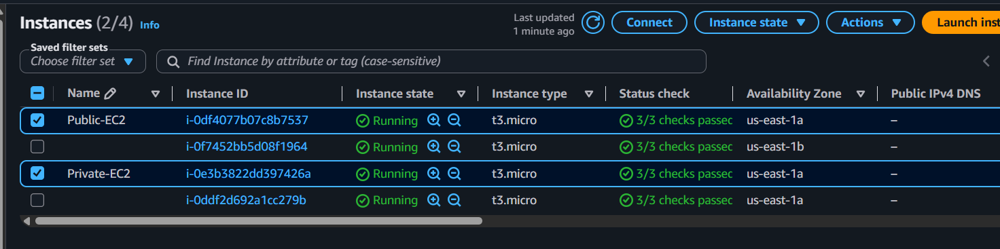 Instances (2/4) Info
Last updated
1 minute ago
Connect
Instance state
Actions
Launch inst
Saved filter sets
Choose filter set
Find Instance by attribute or tag (case-sensitive)
Name Instance ID Instance state Instance type Status check Availability Zone Public IPv4 DNS
Public-EC2 i-0df4077b07c8b7537 Running t3.micro 3/3 checks passec us-east-1a –
i-0f7452bb5d08f1964 Running t3.micro 3/3 checks passec us-east-1b –
Private-EC2 i-0e3b3822dd397426a Running t3.micro 3/3 checks passec us-east-1a –
i-0ddf2d692a1cc279b Running t3.micro 3/3 checks passec us-east-1a –